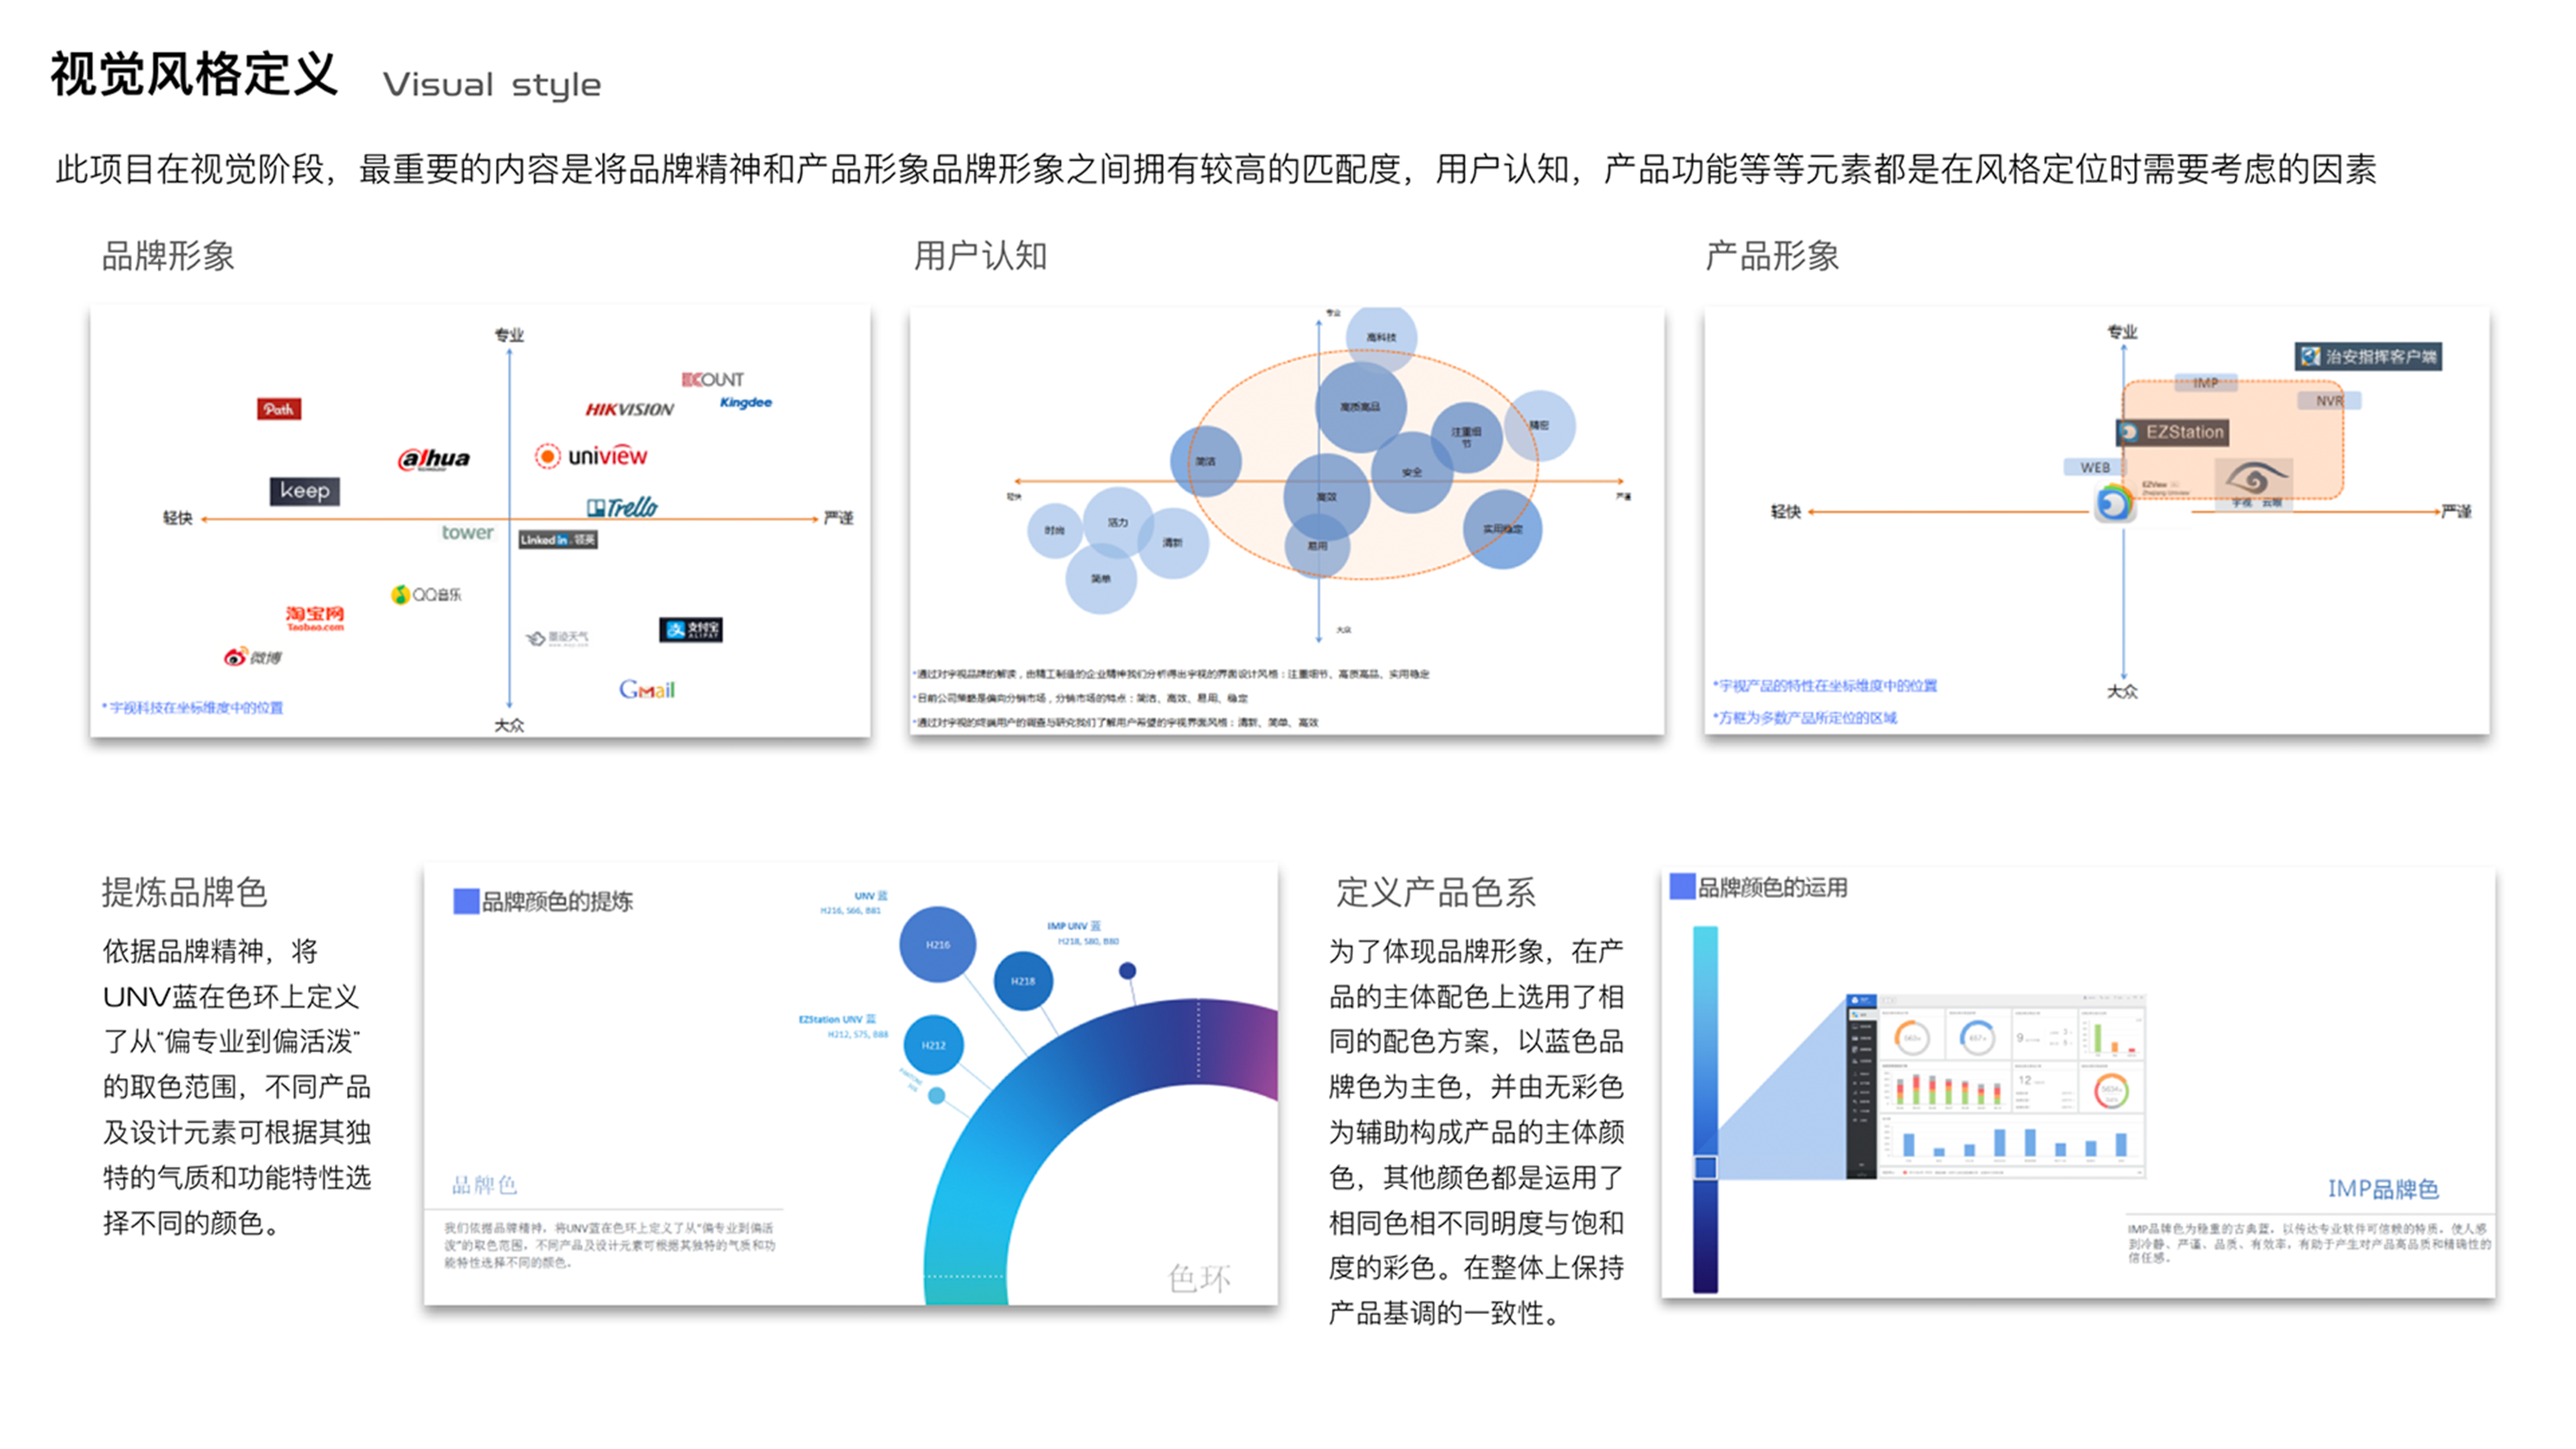 视觉风格定义 Visual style
此项目在视觉阶段，最重要的内容是将品牌精神和产品形象品牌形象之间拥有较高的匹配度，用户认知，产品功能等等元素都是在风格定位时需要考虑的因素
品牌形象
专业
ECOUNT
Path
HIKVISION
Kingdee
alhua
TECHNOLOGY
uniview
keep
Trello
轻快
严谨
tower
Linked in 领英
QQ音乐
淘宝网
Taobao.com
墨迹天气
支付宝
ALIPAY
微博
Gmail
*宇视科技在坐标维度中的位置
大众
用户认知
专业
高科技
高质高品
注重细
节
精密
简洁
安全
轻快
高效
严谨
时尚
活力
清新
实用稳定
易用
简单
大众
*通过对宇视品牌的解读，由精工制造的企业精神我们分析得出宇视的界面设计风格：注重细节、高质高品、实用稳定
*目前公司策略是偏向分销市场，分销市场的特点：简洁、高效、易用、稳定
*通过对宇视的终端用户的调查与研究我们了解用户希望的宇视界面风格：清新、简单、高效
产品形象
专业
治安指挥客户端
IMP
NVR
EZStation
WEB
EZView
Zhejiang Uniview
宇视 云眼
轻快
严谨
大众
*宇视产品的特性在坐标维度中的位置
*方框为多数产品所定位的区域
提炼品牌色
依据品牌精神，将
UNV蓝在色环上定义
了从“偏专业到偏活泼”
的取色范围，不同产品
及设计元素可根据其独
特的气质和功能特性选
择不同的颜色。
品牌颜色的提炼
UNV 蓝
H216, S66, B81
H216
IMP UNV 蓝
H218, S80, B80
H218
EZStation UNV 蓝
H212, S75, B88
H212
品牌色
我们依据品牌精神，将UNV蓝在色环上定义了从“偏专业到偏活
泼”的取色范围，不同产品及设计元素可根据其独特的气质和功
能特性选择不同的颜色。
色环
定义产品色系
为了体现品牌形象，在产
品的主体配色上选用了相
同的配色方案，以蓝色品
牌色为主色，并由无彩色
为辅助构成产品的主体颜
色，其他颜色都是运用了
相同色相不同明度与饱和
度的彩色。在整体上保持
产品基调的一致性。
品牌颜色的运用
9
12
IMP品牌色
IMP品牌色为稳重的古典蓝，以传达专业软件可信赖的特质，使人感
到冷静、严谨、品质、有效率，有助于产生对产品高品质和精确性的
信任感。